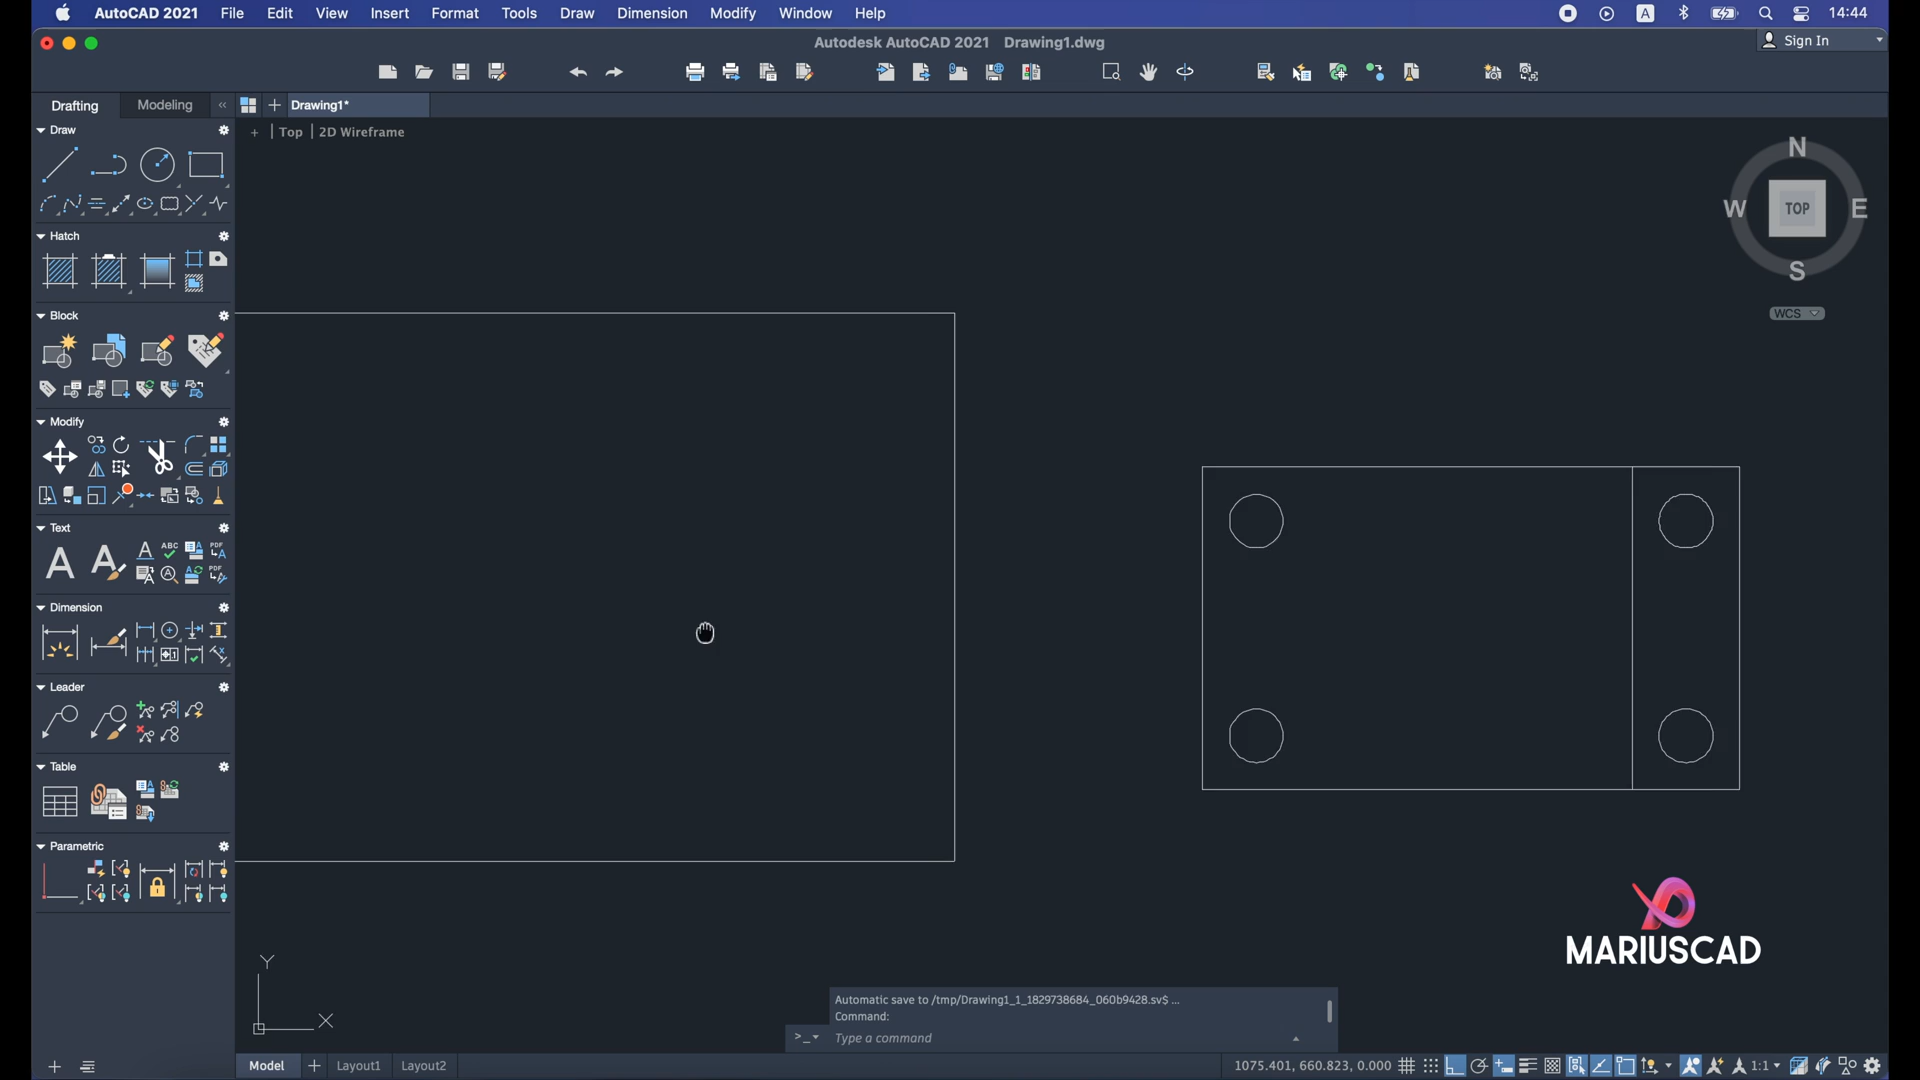 AutoCAD 2021 File Edit View Insert Format Tools Draw Dimension Modify Window Help A 14:44
Autodesk AutoCAD 2021 Drawing1.dwg
Sign In
Drafting Modeling « + Drawing1*
Draw
+ | Top | 2D Wireframe
N
W TOP E
S
WCS
Hatch
Block
Modify
Text
A A A ABC A PDF
Dimension
Leader
Table
Parametric
MARIUSCAD
Y
X
Automatic save to /tmp/Drawing1_1_1829738684_060b9428.sv$ ...
Command:
>_ Type a command
Model + Layout1 Layout2 1075.401, 660.823, 0.000 1:1